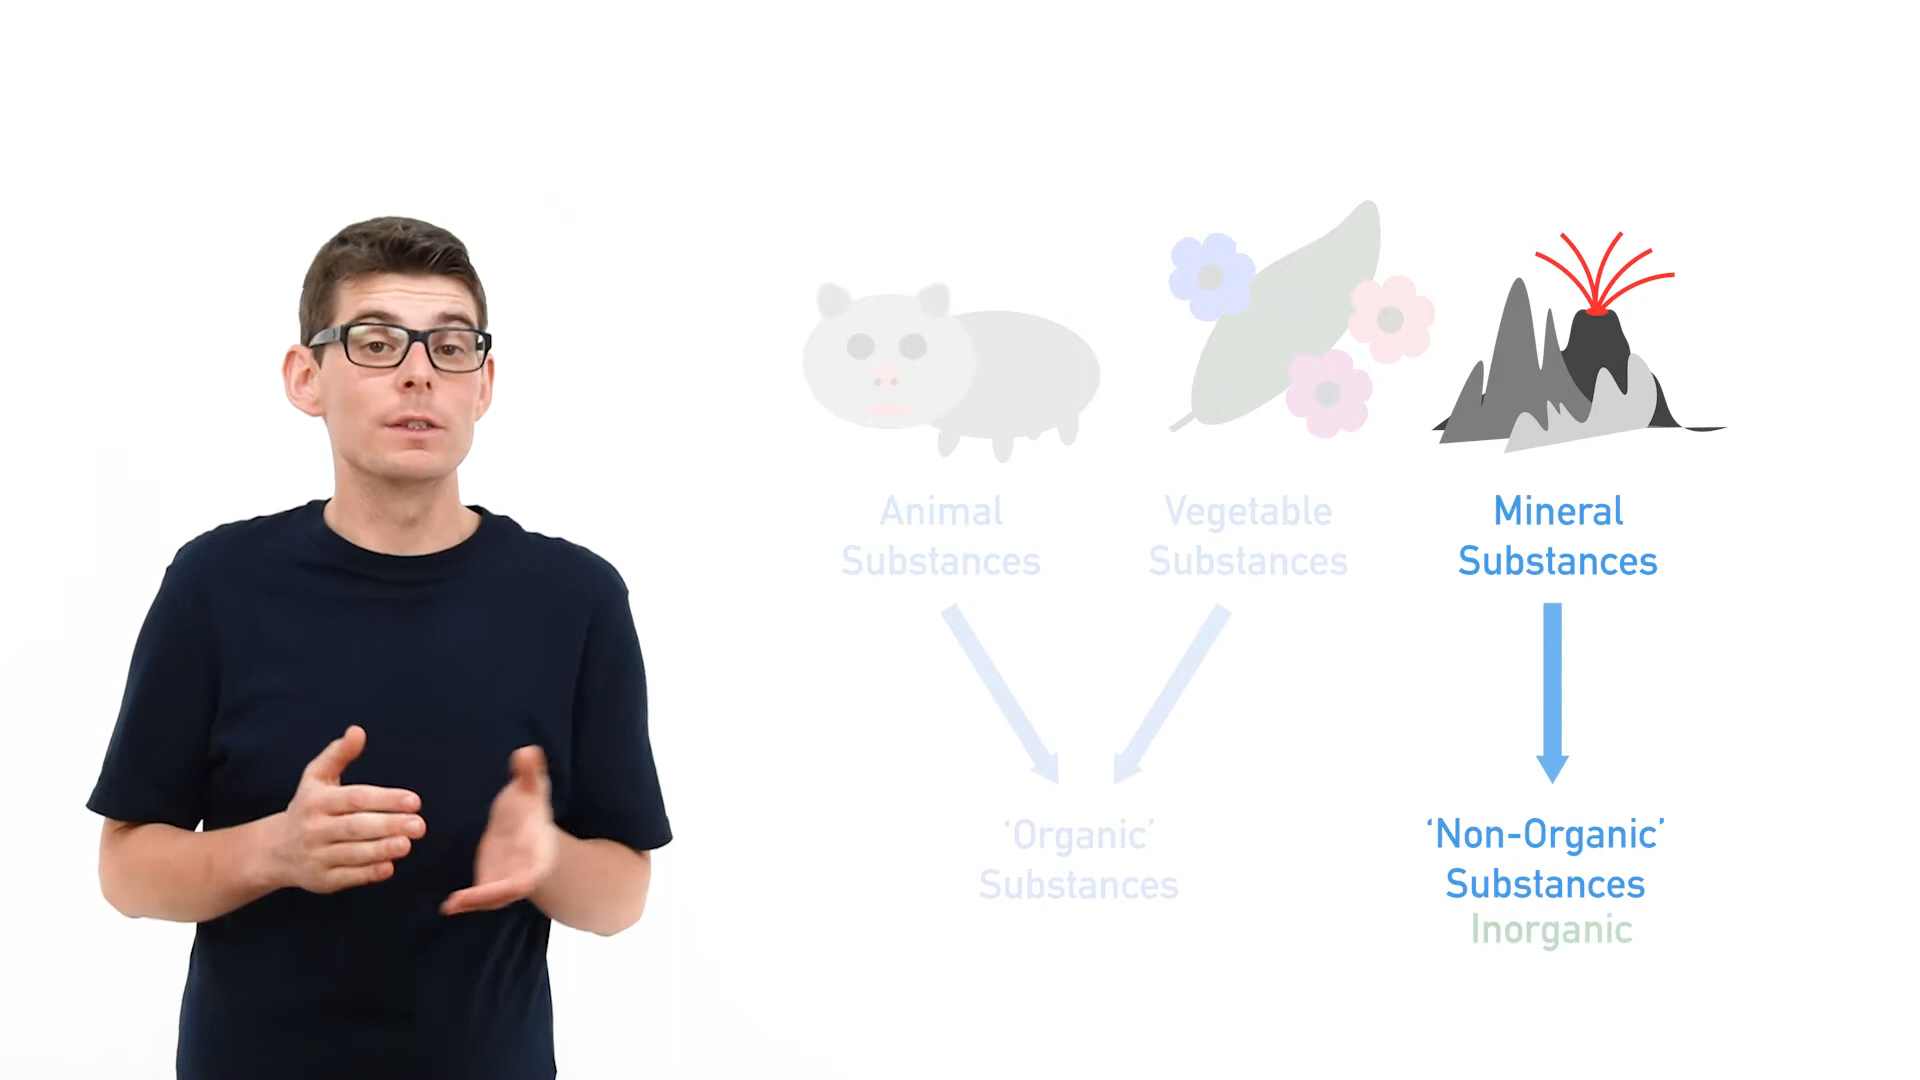 Animal
Substances
Vegetable
Substances
Mineral
Substances
‘Organic’
Substances
‘Non-Organic’
Substances
Inorganic